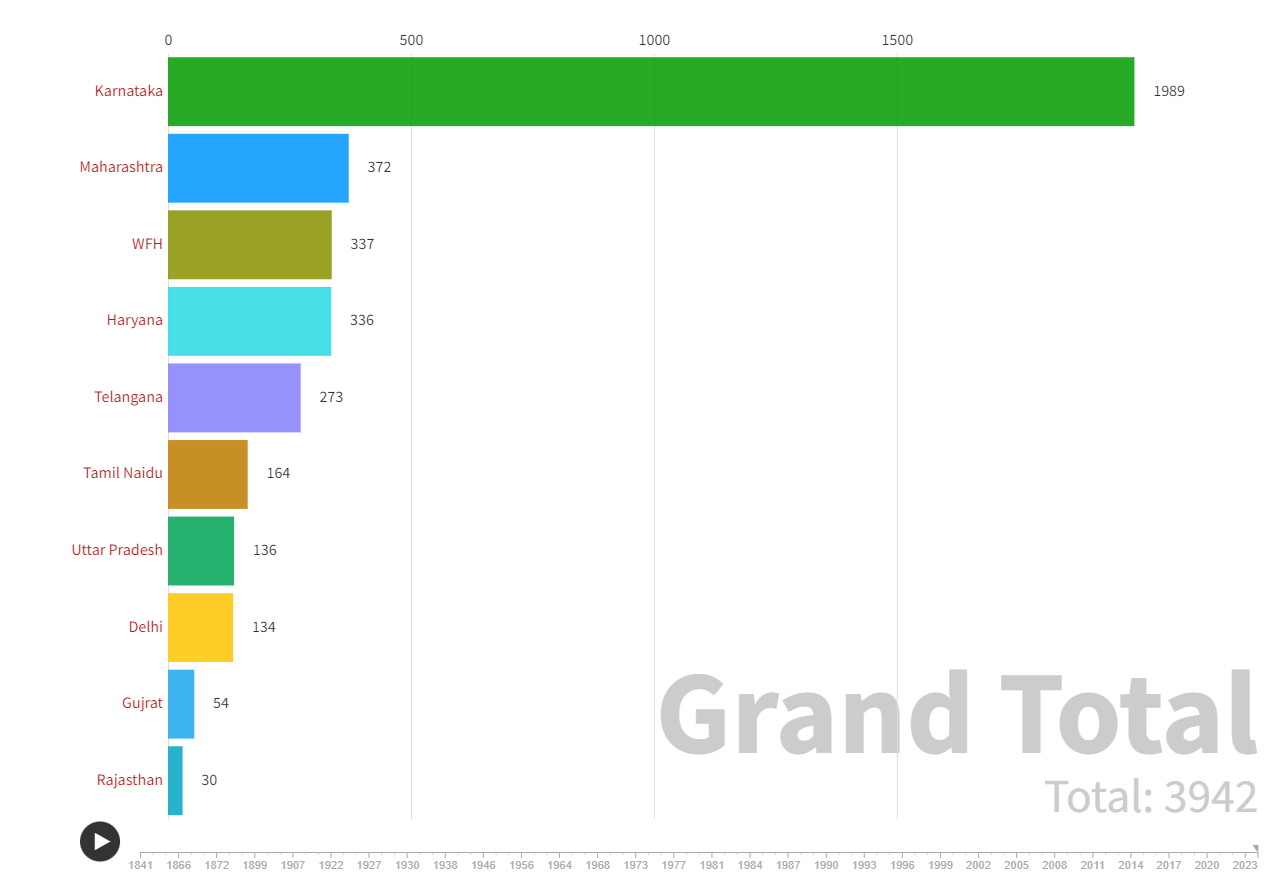 0 500 1000 1500
Karnataka 1989
Maharashtra 372
WFH 337
Haryana 336
Telangana 273
Tamil Naidu 164
Uttar Pradesh 136
Delhi 134
Gujrat 54
Rajasthan 30
Grand Total
Total: 3942
1841 1866 1872 1899 1907 1922 1927 1930 1938 1946 1956 1964 1968 1973 1977 1981 1984 1987 1990 1993 1996 1999 2002 2005 2008 2011 2014 2017 2020 2023